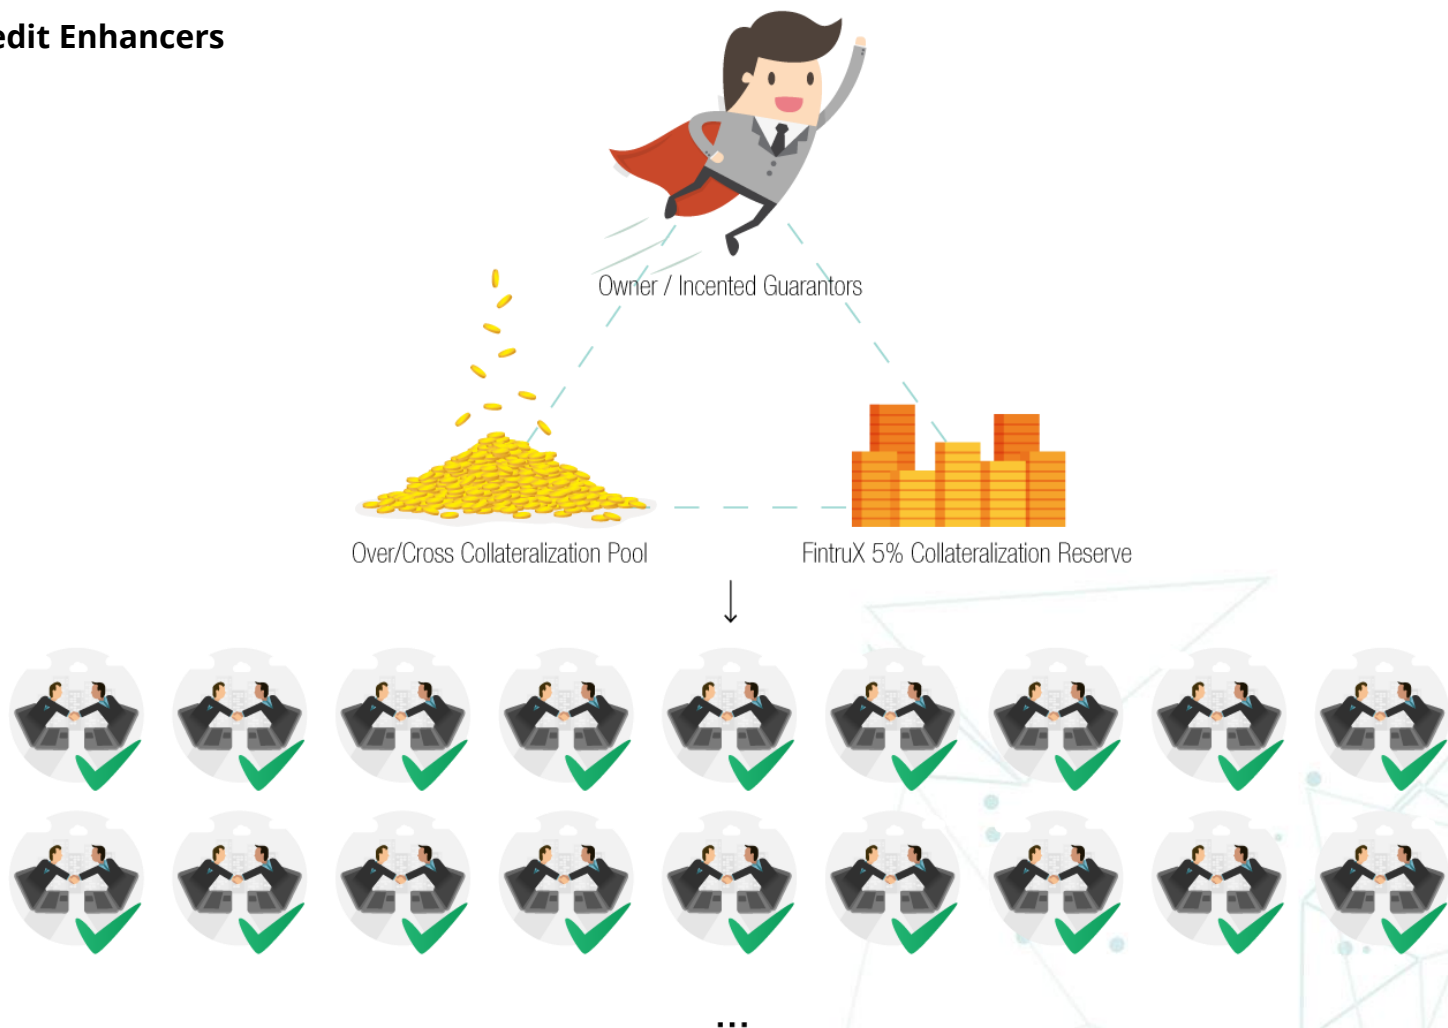 edit Enhancers
Owner / Incented Guarantors
Over/Cross Collateralization Pool
FintruX 5% Collateralization Reserve
...